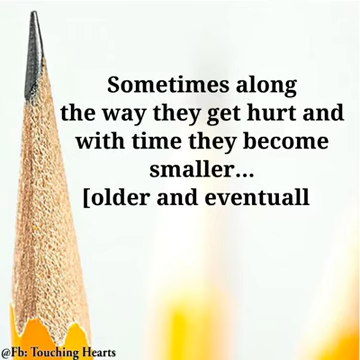 Sometimes along
the way they get hurt and
with time they become
smaller...
[older and eventuall
@Fb: Touching Hearts